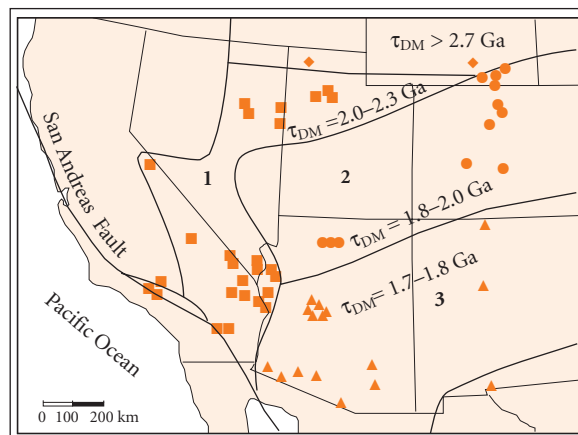 τDM > 2.7 Ga
τDM =2.0–2.3 Ga
San Andreas Fault
1
2
τDM = 1.8–2.0 Ga
τDM = 1.7–1.8 Ga
3
Pacific Ocean
0 100 200 km